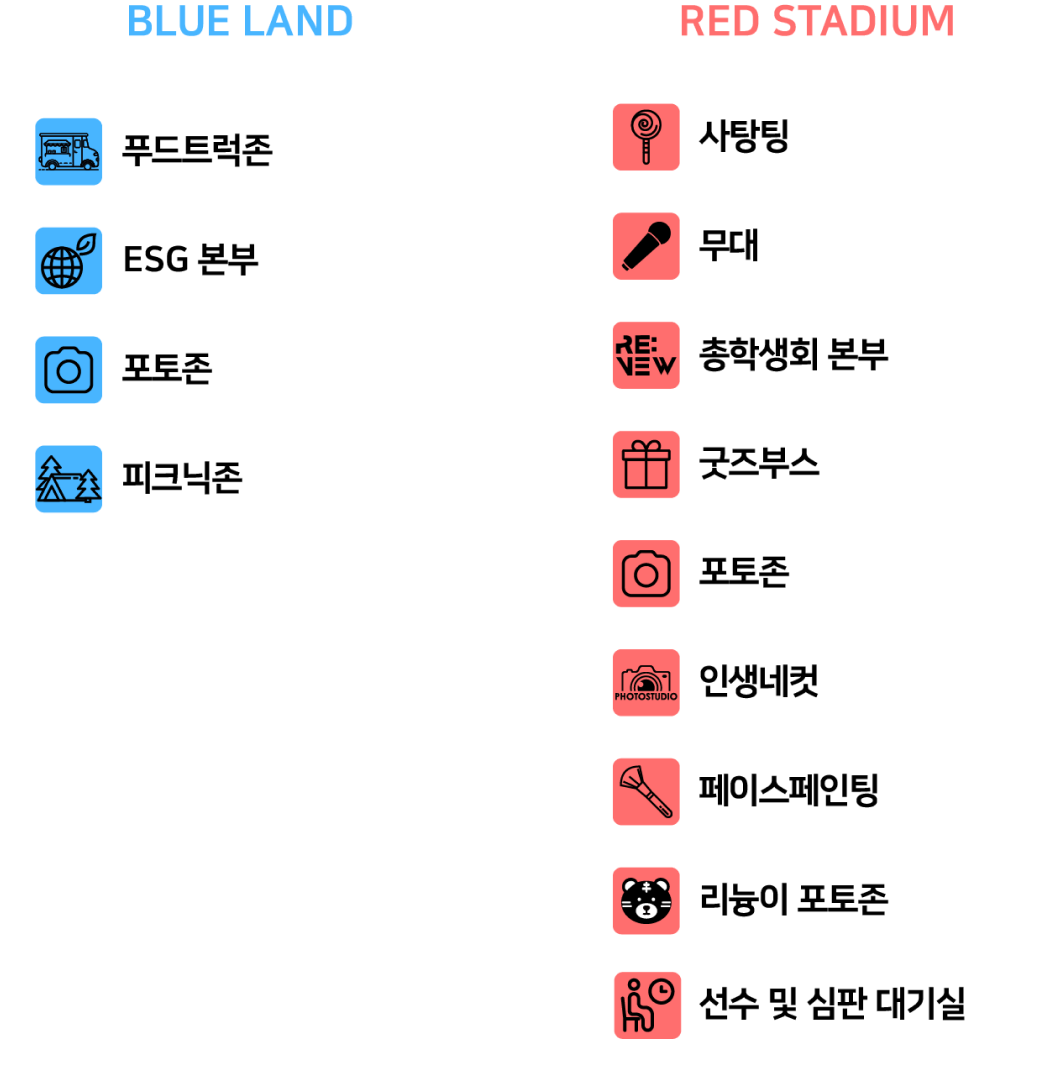 BLUE LAND
푸드트럭존
ESG 본부
포토존
피크닉존
RED STADIUM
사탕팅
무대
RE:
VIEW
총학생회 본부
굿즈부스
포토존
PHOTOSTUDIO
인생네컷
페이스페인팅
리늉이 포토존
선수 및 심판 대기실